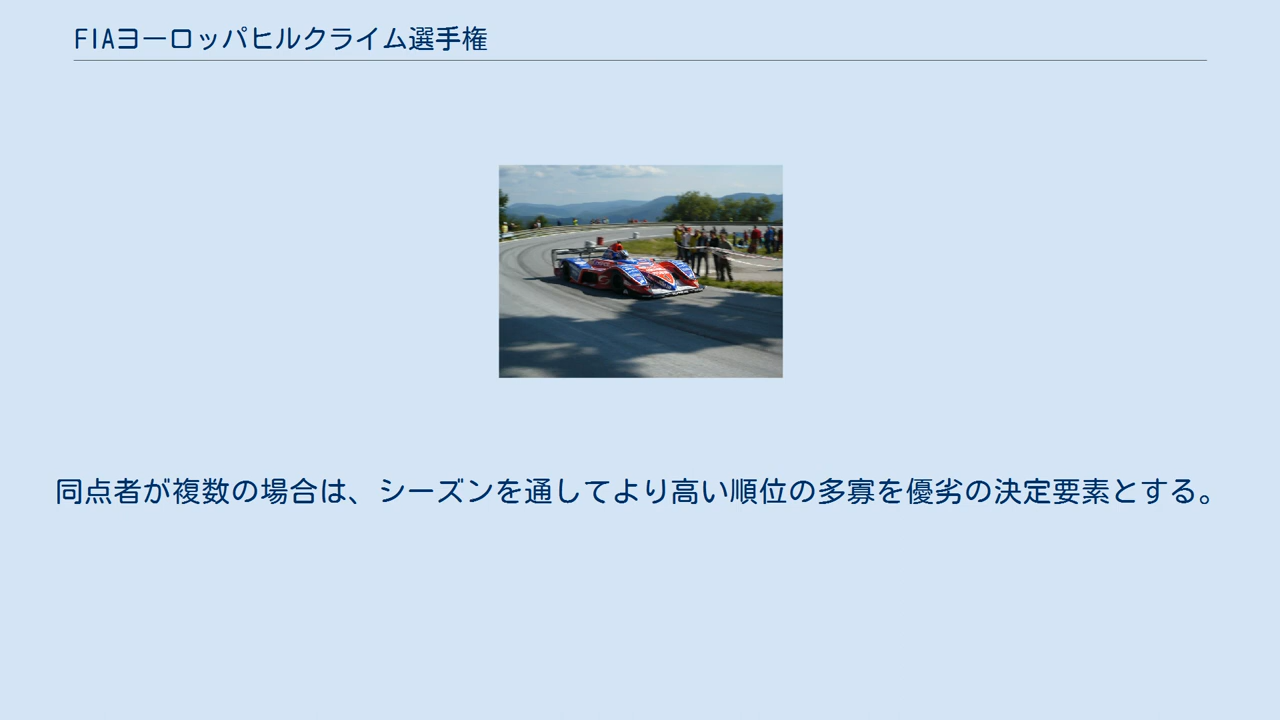 FIAヨーロッパヒルクライム選手権
同点者が複数の場合は、シーズンを通してより高い順位の多寡を優劣の決定要素とする。